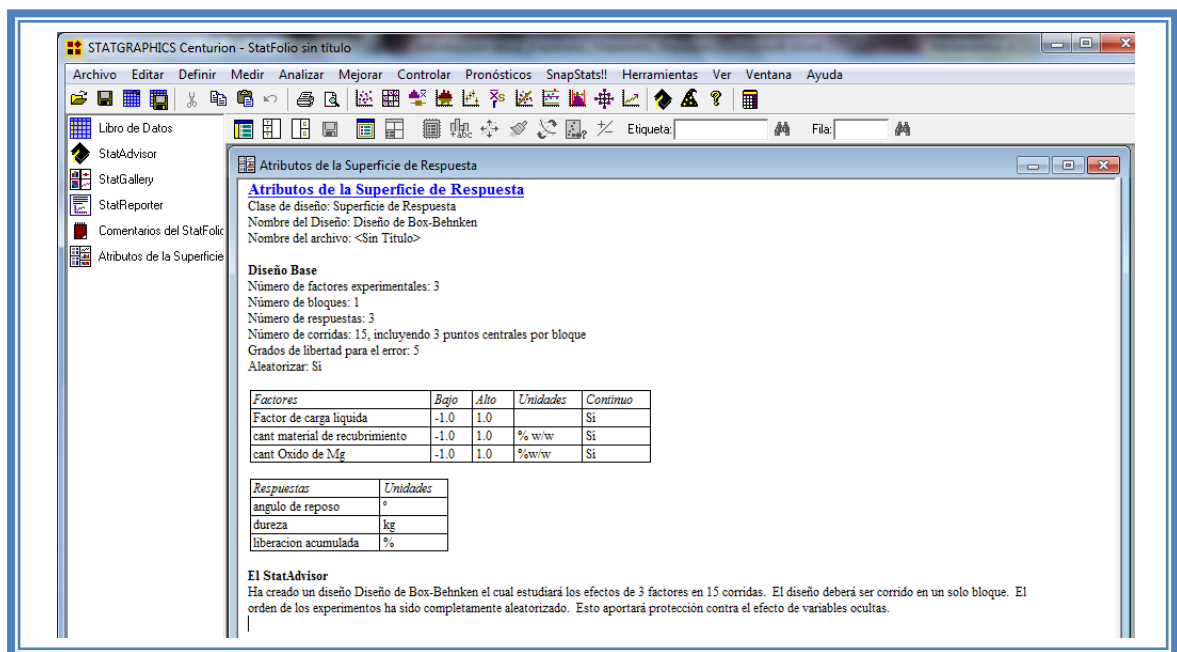 STATGRAPHICS Centurion - StatFolio sin título
Archivo Editar Definir Medir Analizar Mejorar Controlar Pronósticos SnapStats!! Herramientas Ver Ventana Ayuda
Etiqueta: Fila:
Libro de Datos
StatAdvisor
StatGallery
StatReporter
Comentarios del StatFolio
Atributos de la Superficie
Atributos de la Superficie de Respuesta
Atributos de la Superficie de Respuesta
Clase de diseño: Superficie de Respuesta
Nombre del Diseño: Diseño de Box-Behnken
Nombre del archivo: <Sin Título>
Diseño Base
Número de factores experimentales: 3
Número de bloques: 1
Número de respuestas: 3
Número de corridas: 15, incluyendo 3 puntos centrales por bloque
Grados de libertad para el error: 5
Aleatorizar: Si
Factores Bajo Alto Unidades Continuo
Factor de carga liquida -1.0 1.0 Si
cant material de recubrimiento -1.0 1.0 % w/w Si
cant Oxido de Mg -1.0 1.0 %w/w Si
Respuestas Unidades
angulo de reposo °
dureza kg
liberacion acumulada %
El StatAdvisor
Ha creado un diseño Diseño de Box-Behnken el cual estudiará los efectos de 3 factores en 15 corridas. El diseño deberá ser corrido en un solo bloque. El
orden de los experimentos ha sido completamente aleatorizado. Esto aportará protección contra el efecto de variables ocultas.